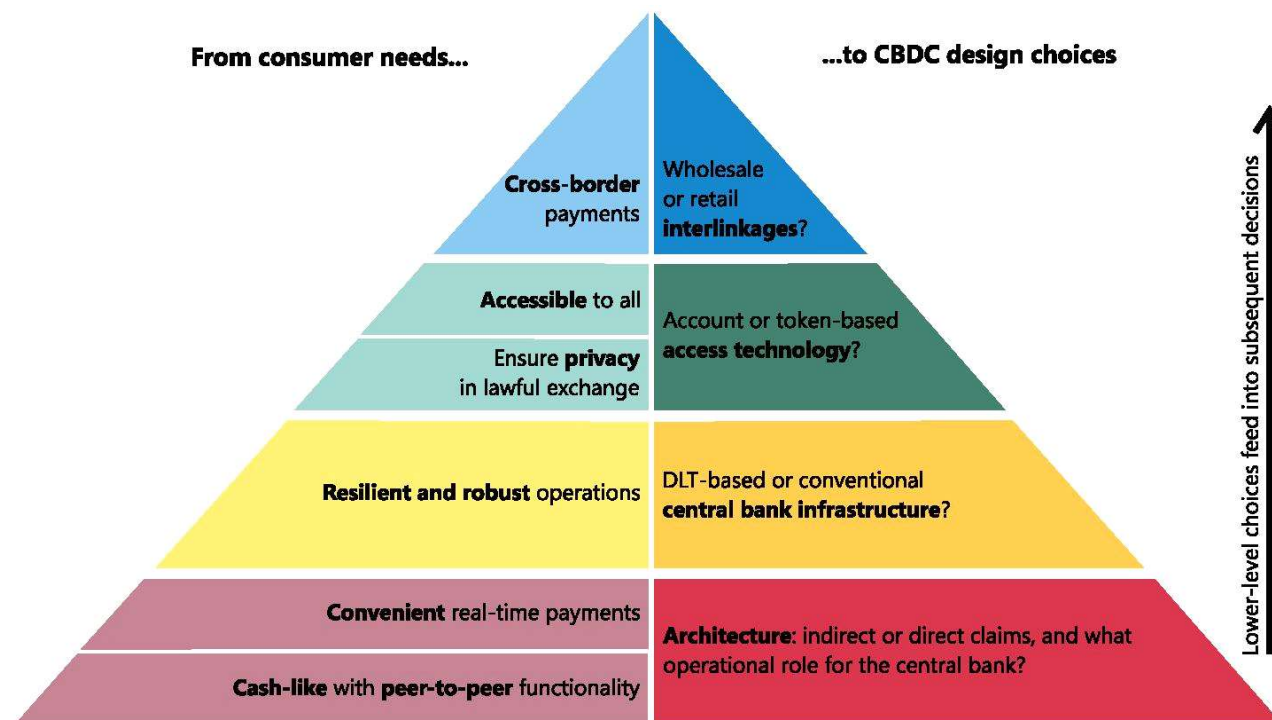 From consumer needs...
...to CBDC design choices
Cross-border
payments
Wholesale
or retail
interlinkages?
Accessible to all
Ensure privacy
in lawful exchange
Account or token-based
access technology?
Resilient and robust operations
DLT-based or conventional
central bank infrastructure?
Convenient real-time payments
Cash-like with peer-to-peer functionality
Architecture: indirect or direct claims, and what
operational role for the central bank?
Lower-level choices feed into subsequent decisions